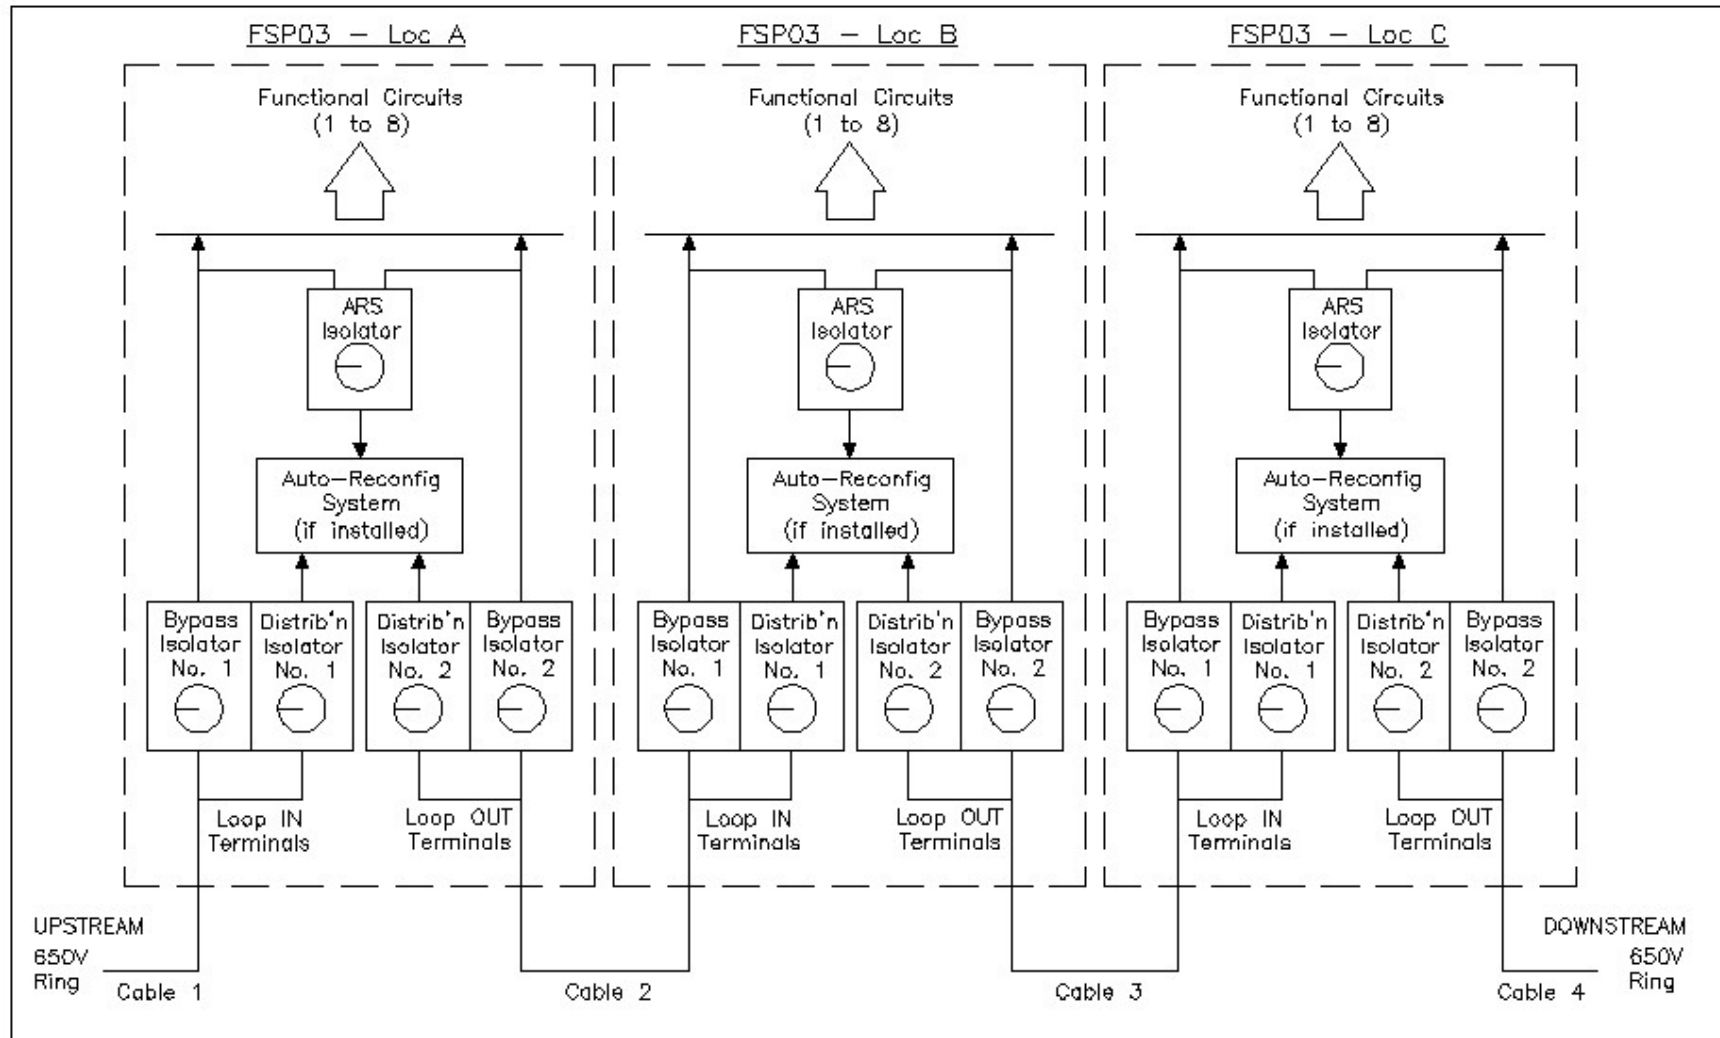 FSP03 – Loc A
FSP03 – Loc B
FSP03 – Loc C
Functional Circuits
(1 to 8)
Functional Circuits
(1 to 8)
Functional Circuits
(1 to 8)
ARS
Isolator
ARS
Isolator
ARS
Isolator
Auto–Reconfig
System
(if installed)
Auto–Reconfig
System
(if installed)
Auto–Reconfig
System
(if installed)
Bypass
Isolator
No. 1
Distrib'n
Isolator
No. 1
Distrib'n
Isolator
No. 2
Bypass
Isolator
No. 2
Bypass
Isolator
No. 1
Distrib'n
Isolator
No. 1
Distrib'n
Isolator
No. 2
Bypass
Isolator
No. 2
Bypass
Isolator
No. 1
Distrib'n
Isolator
No. 1
Distrib'n
Isolator
No. 2
Bypass
Isolator
No. 2
Loop IN
Terminals
Loop OUT
Terminals
Loop IN
Terminals
Loop OUT
Terminals
Loop IN
Terminals
Loop OUT
Terminals
UPSTREAM
650V
Ring
DOWNSTREAM
650V
Ring
Cable 1
Cable 2
Cable 3
Cable 4